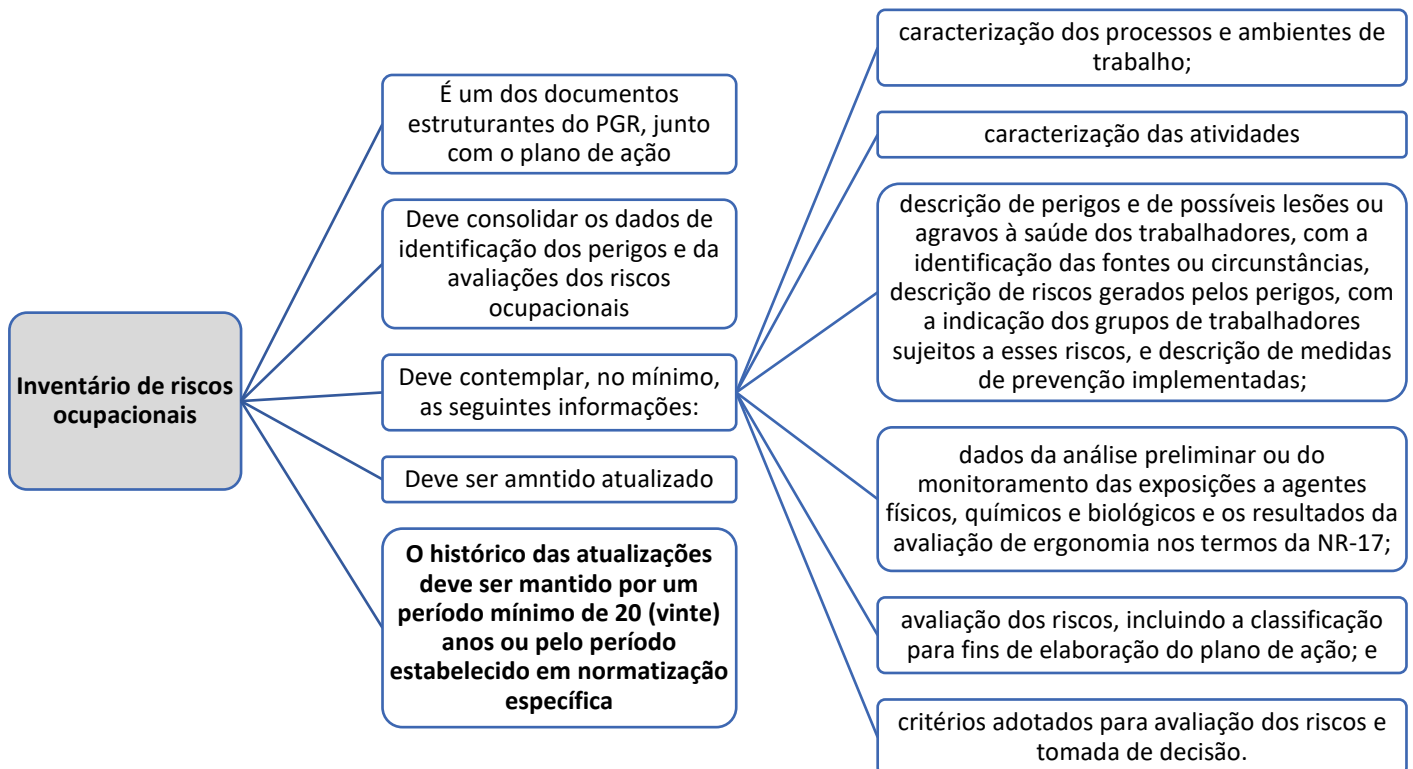 Inventário de riscos
ocupacionais
É um dos documentos
estruturantes do PGR, junto
com o plano de ação
Deve consolidar os dados de
identificação dos perigos e da
avaliações dos riscos
ocupacionais
Deve contemplar, no mínimo,
as seguintes informações:
Deve ser amntido atualizado
O histórico das atualizações
deve ser mantido por um
período mínimo de 20 (vinte)
anos ou pelo período
estabelecido em normatização
específica
caracterização dos processos e ambientes de
trabalho;
caracterização das atividades
descrição de perigos e de possíveis lesões ou
agravos à saúde dos trabalhadores, com a
identificação das fontes ou circunstâncias,
descrição de riscos gerados pelos perigos, com
a indicação dos grupos de trabalhadores
sujeitos a esses riscos, e descrição de medidas
de prevenção implementadas;
dados da análise preliminar ou do
monitoramento das exposições a agentes
físicos, químicos e biológicos e os resultados da
avaliação de ergonomia nos termos da NR-17;
avaliação dos riscos, incluindo a classificação
para fins de elaboração do plano de ação; e
critérios adotados para avaliação dos riscos e
tomada de decisão.